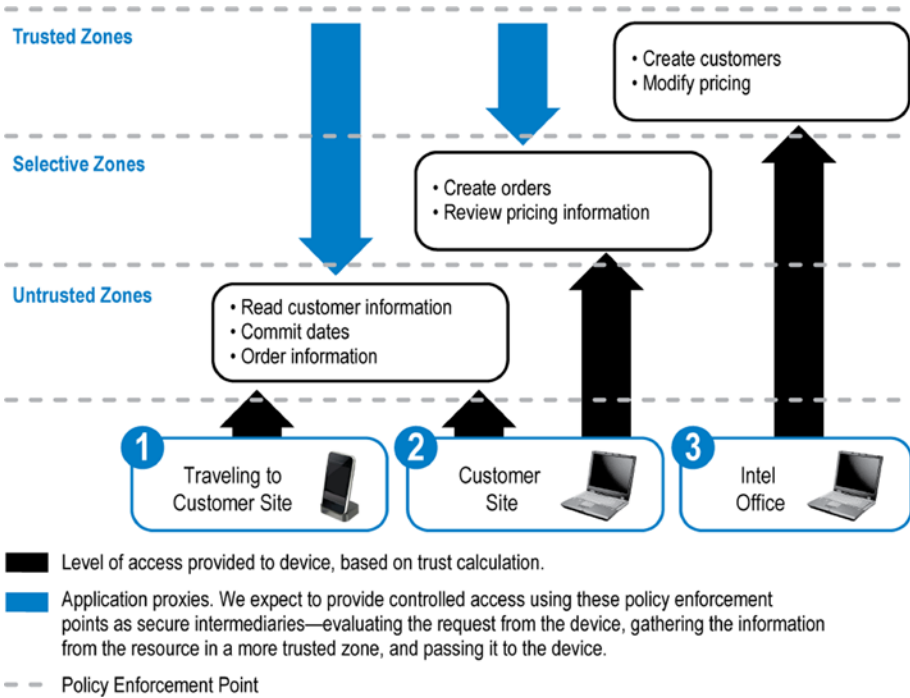 Trusted Zones
• Create customers
• Modify pricing
Selective Zones
• Create orders
• Review pricing information
Untrusted Zones
• Read customer information
• Commit dates
• Order information
1
Traveling to
Customer Site
2
Customer
Site
3
Intel
Office
Level of access provided to device, based on trust calculation.
Application proxies. We expect to provide controlled access using these policy enforcement
points as secure intermediaries—evaluating the request from the device, gathering the information
from the resource in a more trusted zone, and passing it to the device.
Policy Enforcement Point